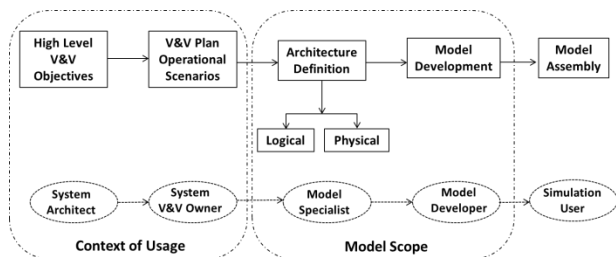 High Level
V&V
Objectives
V&V Plan
Operational
Scenarios
Architecture
Definition
Model
Development
Model
Assembly
Logical
Physical
System
Architect
System
V&V Owner
Model
Specialist
Model
Developer
Simulation
User
Context of Usage
Model Scope